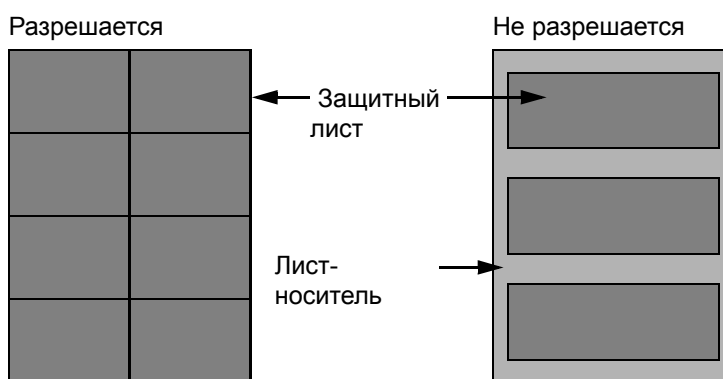 Разрешается
Не разрешается
Защитный
лист
Лист-
носитель